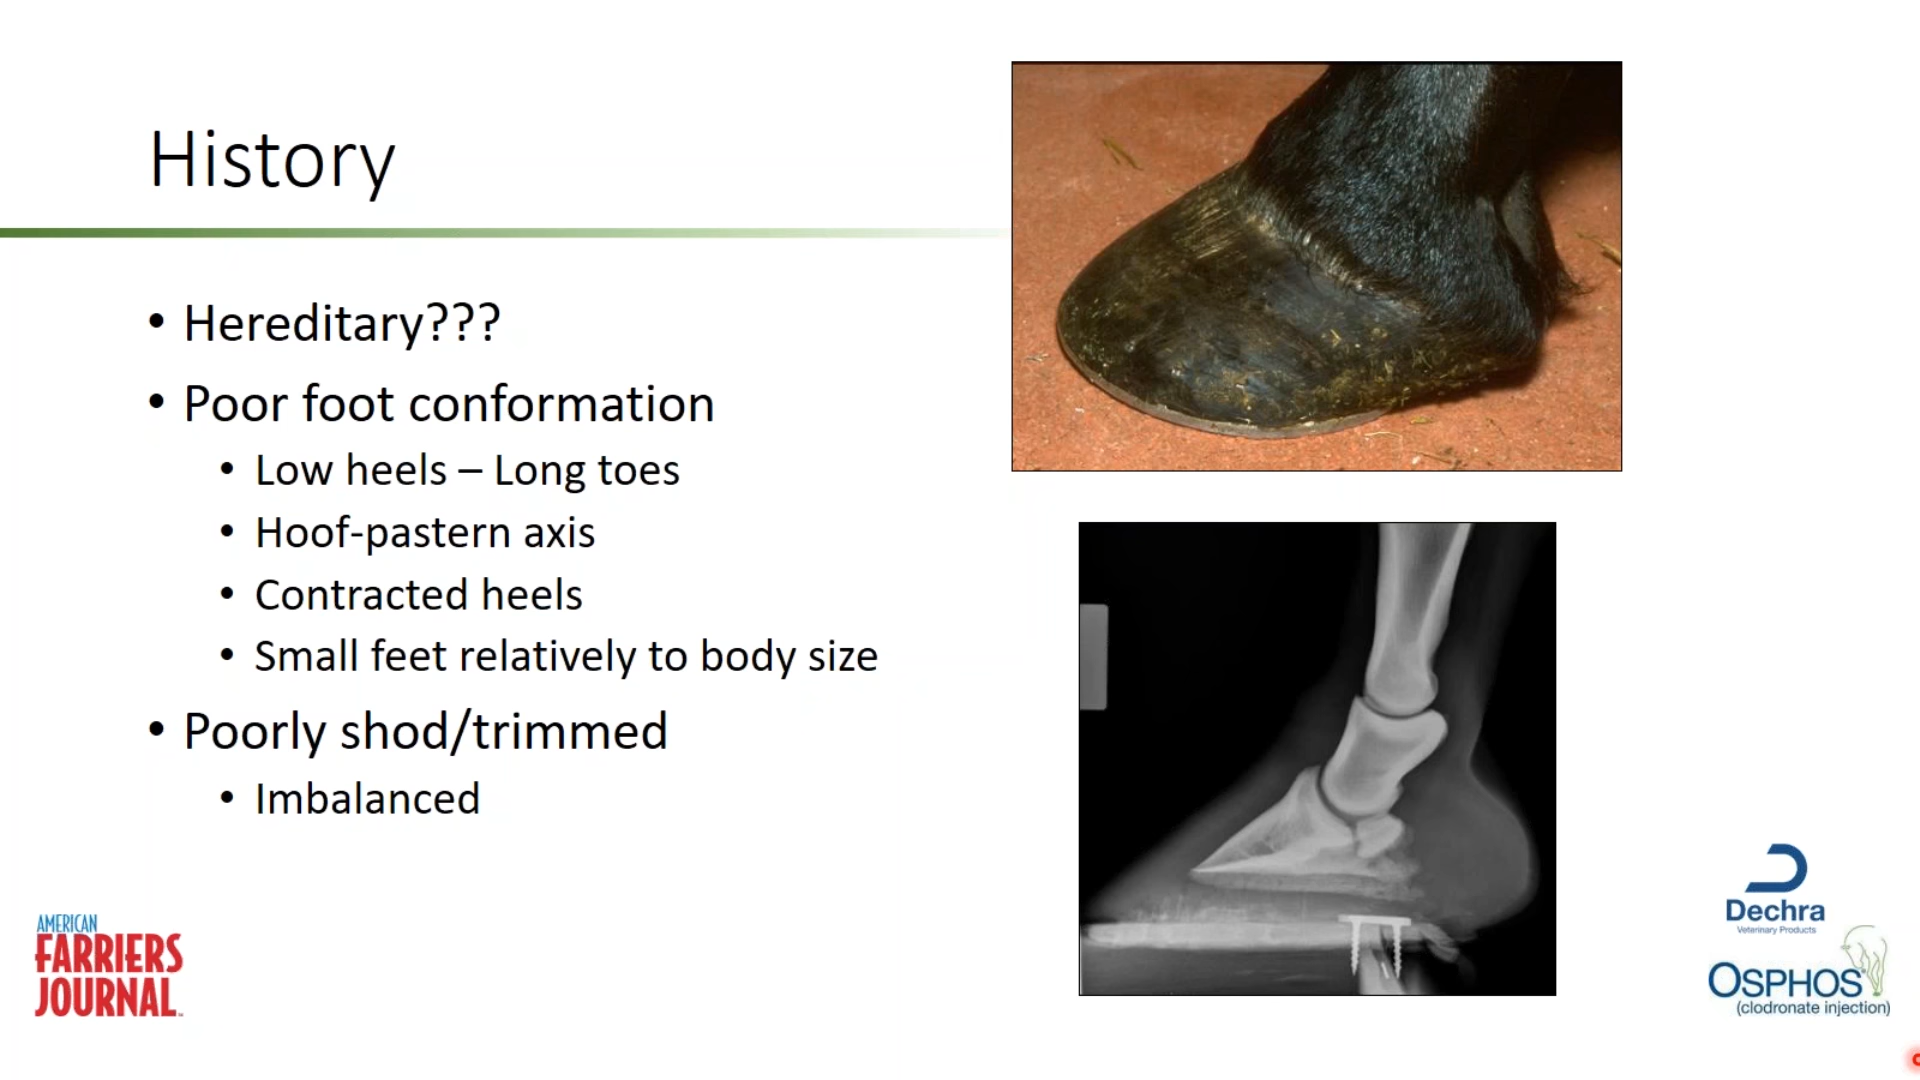 History
• Hereditary???
• Poor foot conformation
• Low heels – Long toes
• Hoof-pastern axis
• Contracted heels
• Small feet relatively to body size
• Poorly shod/trimmed
• Imbalanced
AMERICAN
FARRIERS
JOURNAL
Dechra
Veterinary Products
OSPHOS
(clodronate injection)